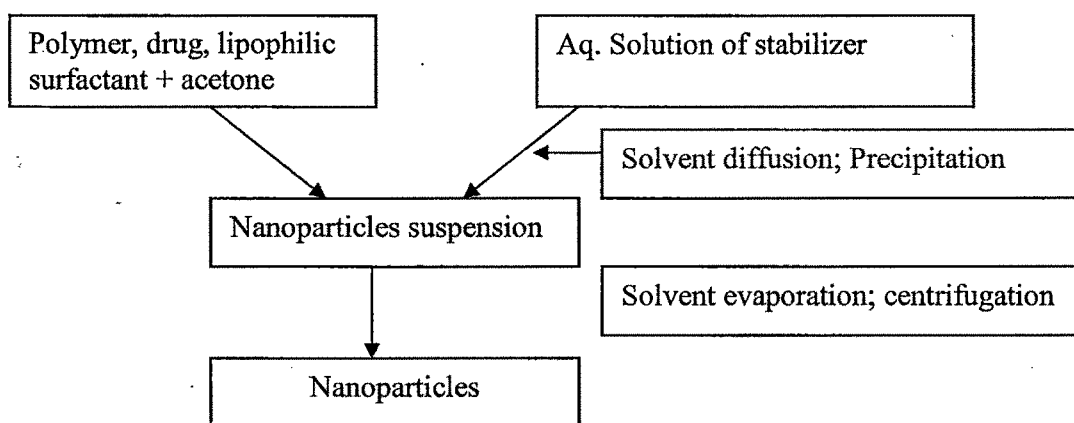 Polymer, drug, lipophilic
surfactant + acetone
Aq. Solution of stabilizer
Solvent diffusion; Precipitation
Nanoparticles suspension
Solvent evaporation; centrifugation
Nanoparticles